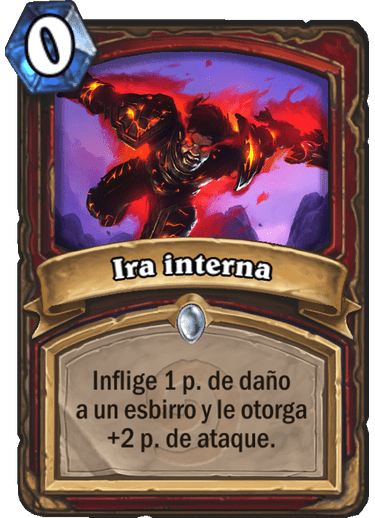 0
Ira interna
Inflige 1 p. de daño
a un esbirro y le otorga
+2 p. de ataque.